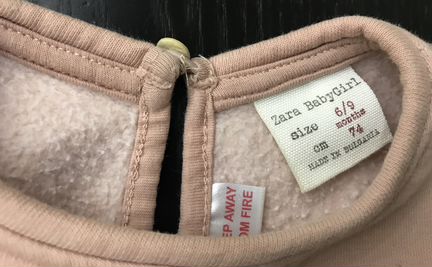 Zara BabyGirl
size 6/9
months
cm 74
MADE IN BULGARIA
EP AWAY
OM FIRE